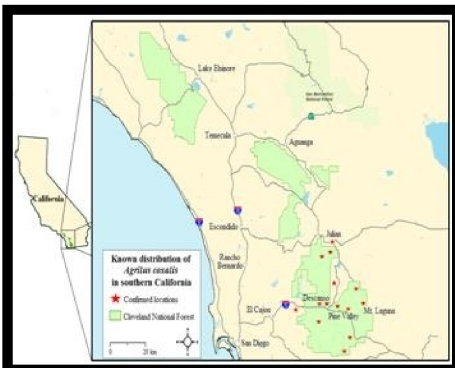 Lake Elsinore
San Bernardino
National Forest
Temecula
Aguanga
California
Escondido
Julian
Rancho
Bernardo
Known distribution of
Agrilus coxalis
in southern California
Confirmed locations
Cleveland National Forest
20 km
El Cajon
Descanso
Pine Valley
Mt. Laguna
San Diego